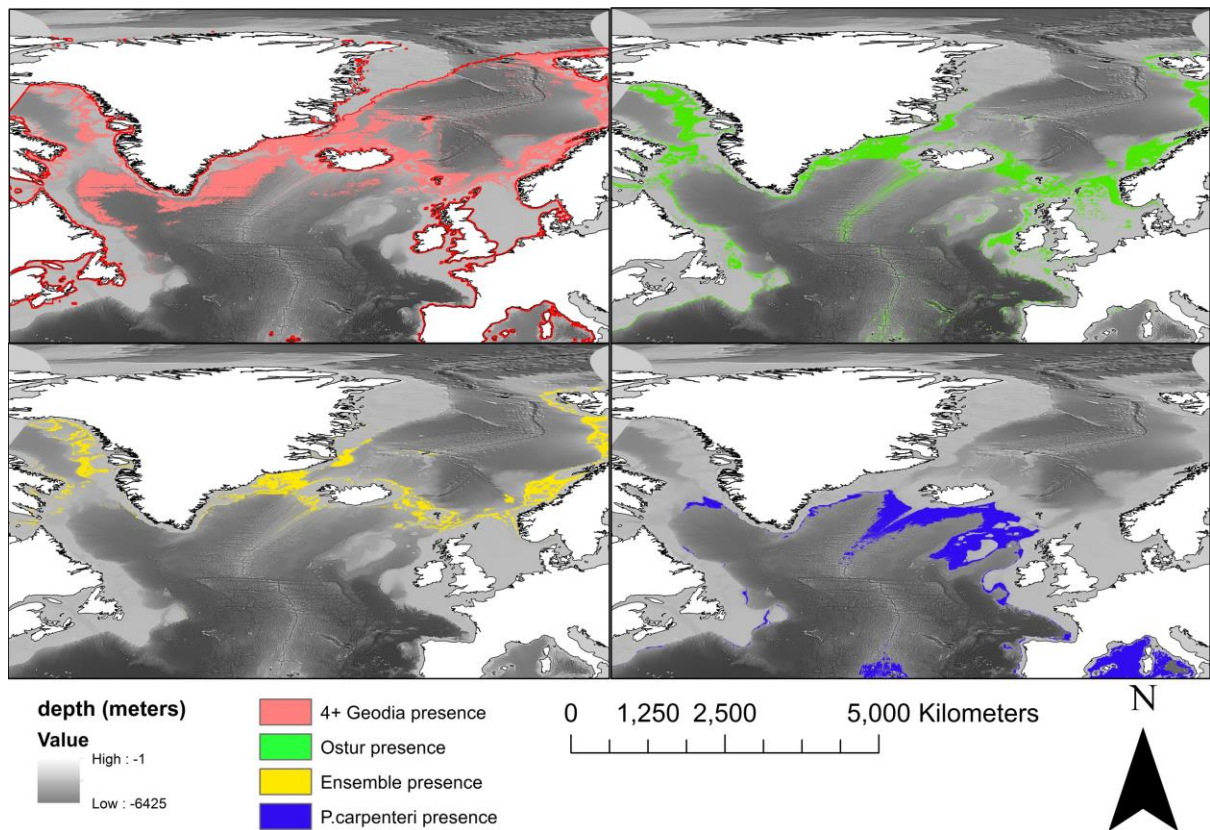 depth (meters)
Value
High : -1
Low : -6425
4+ Geodia presence
Ostur presence
Ensemble presence
P.carpenteri presence
0 1,250 2,500 5,000 Kilometers
N